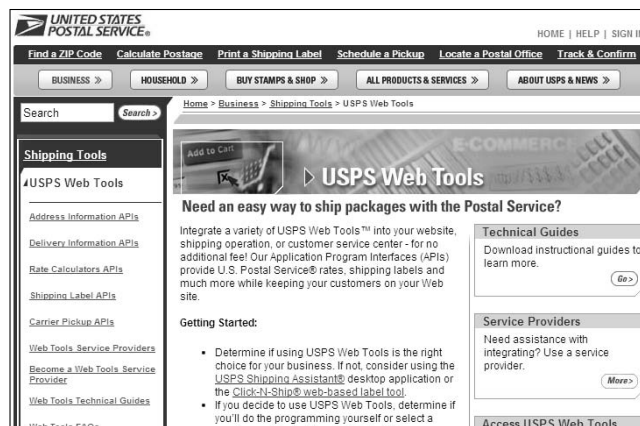 UNITED STATES
POSTAL SERVICE®
HOME | HELP | SIGN IN
Find a ZIP Code Calculate Postage Print a Shipping Label Schedule a Pickup Locate a Postal Office Track & Confirm
BUSINESS » HOUSEHOLD » BUY STAMPS & SHOP » ALL PRODUCTS & SERVICES » ABOUT USPS & NEWS »
Search Search >
Home > Business > Shipping Tools > USPS Web Tools
Shipping Tools
USPS Web Tools
Address Information APIs
Delivery Information APIs
Rate Calculators APIs
Shipping Label APIs
Carrier Pickup APIs
Web Tools Service Providers
Become a Web Tools Service
Provider
Web Tools Technical Guides
Web Tools FAQs
Add to Cart
E-COMMERC
USPS Web Tools
Need an easy way to ship packages with the Postal Service?
Integrate a variety of USPS Web Tools™ into your website,
shipping operation, or customer service center - for no
additional fee! Our Application Program Interfaces (APIs)
provide U.S. Postal Service® rates, shipping labels and
much more while keeping your customers on your Web
site.
Getting Started:
• Determine if using USPS Web Tools is the right
choice for your business. If not, consider using the
USPS Shipping Assistant® desktop application or
the Click-N-Ship® web-based label tool.
• If you decide to use USPS Web Tools, determine if
you'll do the programming yourself or select a
Technical Guides
Download instructional guides to
learn more.
Go >
Service Providers
Need assistance with
integrating? Use a service
provider.
More >
Access USPS Web Tools